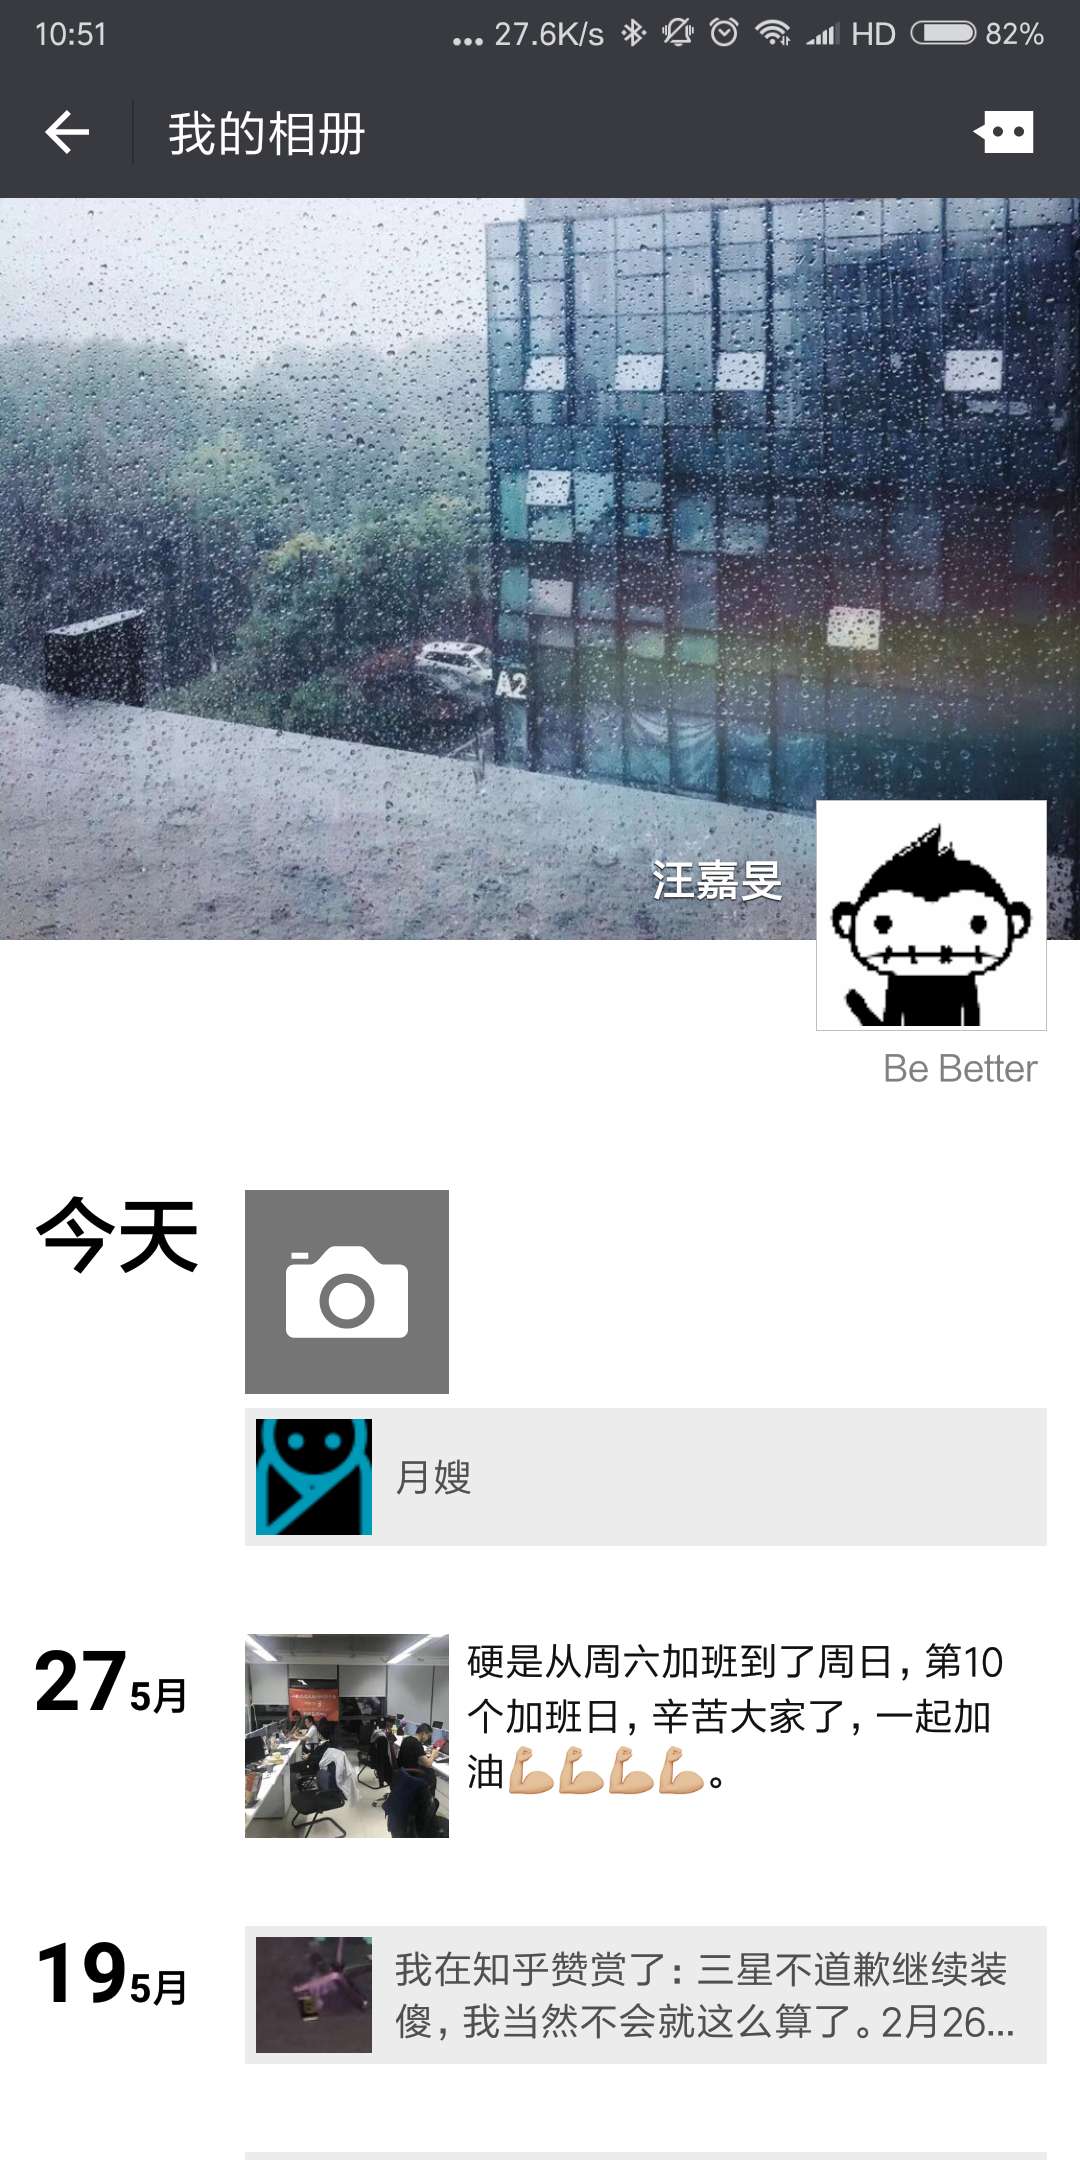 10:51
... 27.6K/s HD 82%
我的相册
A2
汪嘉旻
Be Better
今天
月嫂
27 5月
硬是从周六加班到了周日，第10
个加班日，辛苦大家了，一起加
油💪🏼💪🏼💪🏼💪🏼。
19 5月
我在知乎赞赏了：三星不道歉继续装
傻，我当然不会就这么算了。2月26...